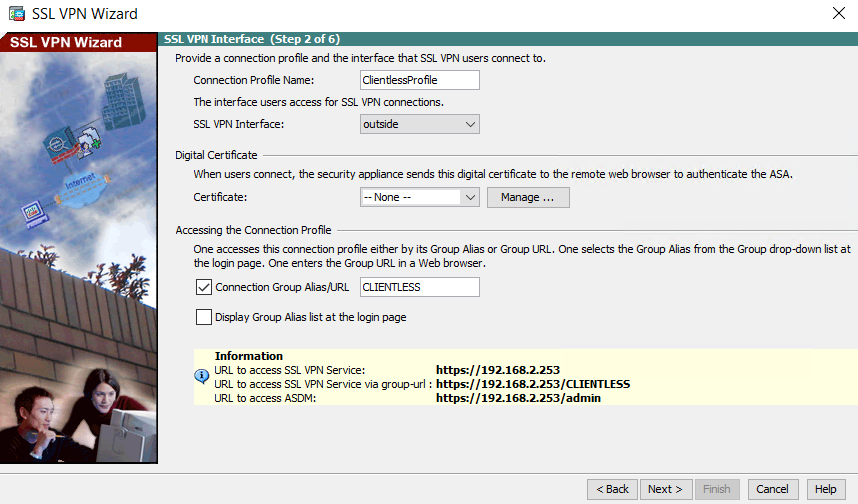 SSL VPN Wizard
SSL VPN Wizard
SSL VPN Interface (Step 2 of 6)
Provide a connection profile and the interface that SSL VPN users connect to.
Connection Profile Name: ClientlessProfile
The interface users access for SSL VPN connections.
SSL VPN Interface: outside
Digital Certificate
When users connect, the security appliance sends this digital certificate to the remote web browser to authenticate the ASA.
Certificate: -- None -- Manage ...
Accessing the Connection Profile
One accesses this connection profile either by its Group Alias or Group URL. One selects the Group Alias from the Group drop-down list at
the login page. One enters the Group URL in a Web browser.
Connection Group Alias/URL CLIENTLESS
Display Group Alias list at the login page
Information
URL to access SSL VPN Service: https://192.168.2.253
URL to access SSL VPN Service via group-url : https://192.168.2.253/CLIENTLESS
URL to access ASDM: https://192.168.2.253/admin
Internet
< Back Next > Finish Cancel Help